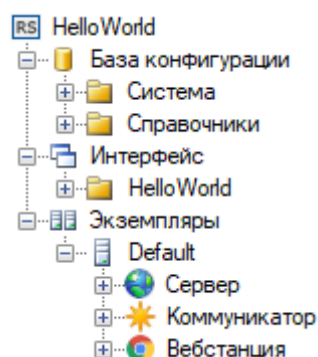 RS HelloWorld
База конфигурации
Система
Справочники
Интерфейс
HelloWorld
Экземпляры
Default
Сервер
Коммуникатор
Вебстанция